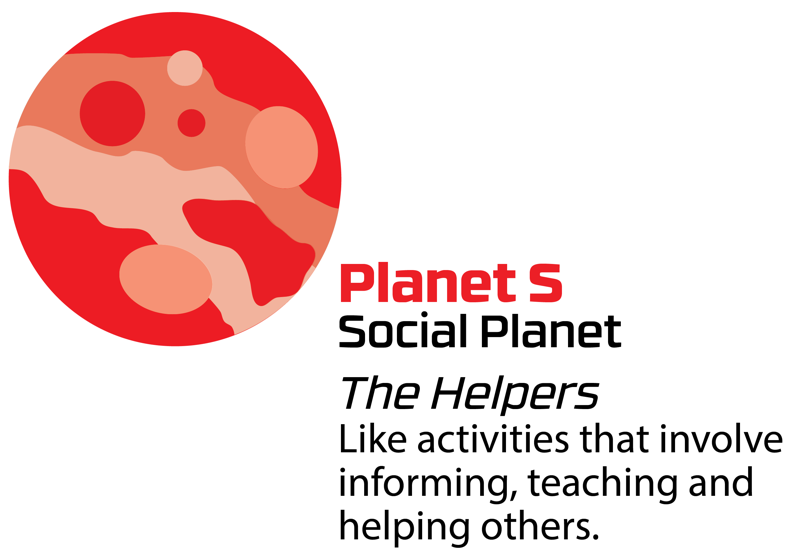 Planet S
Social Planet
The Helpers
Like activities that involve
informing, teaching and
helping others.